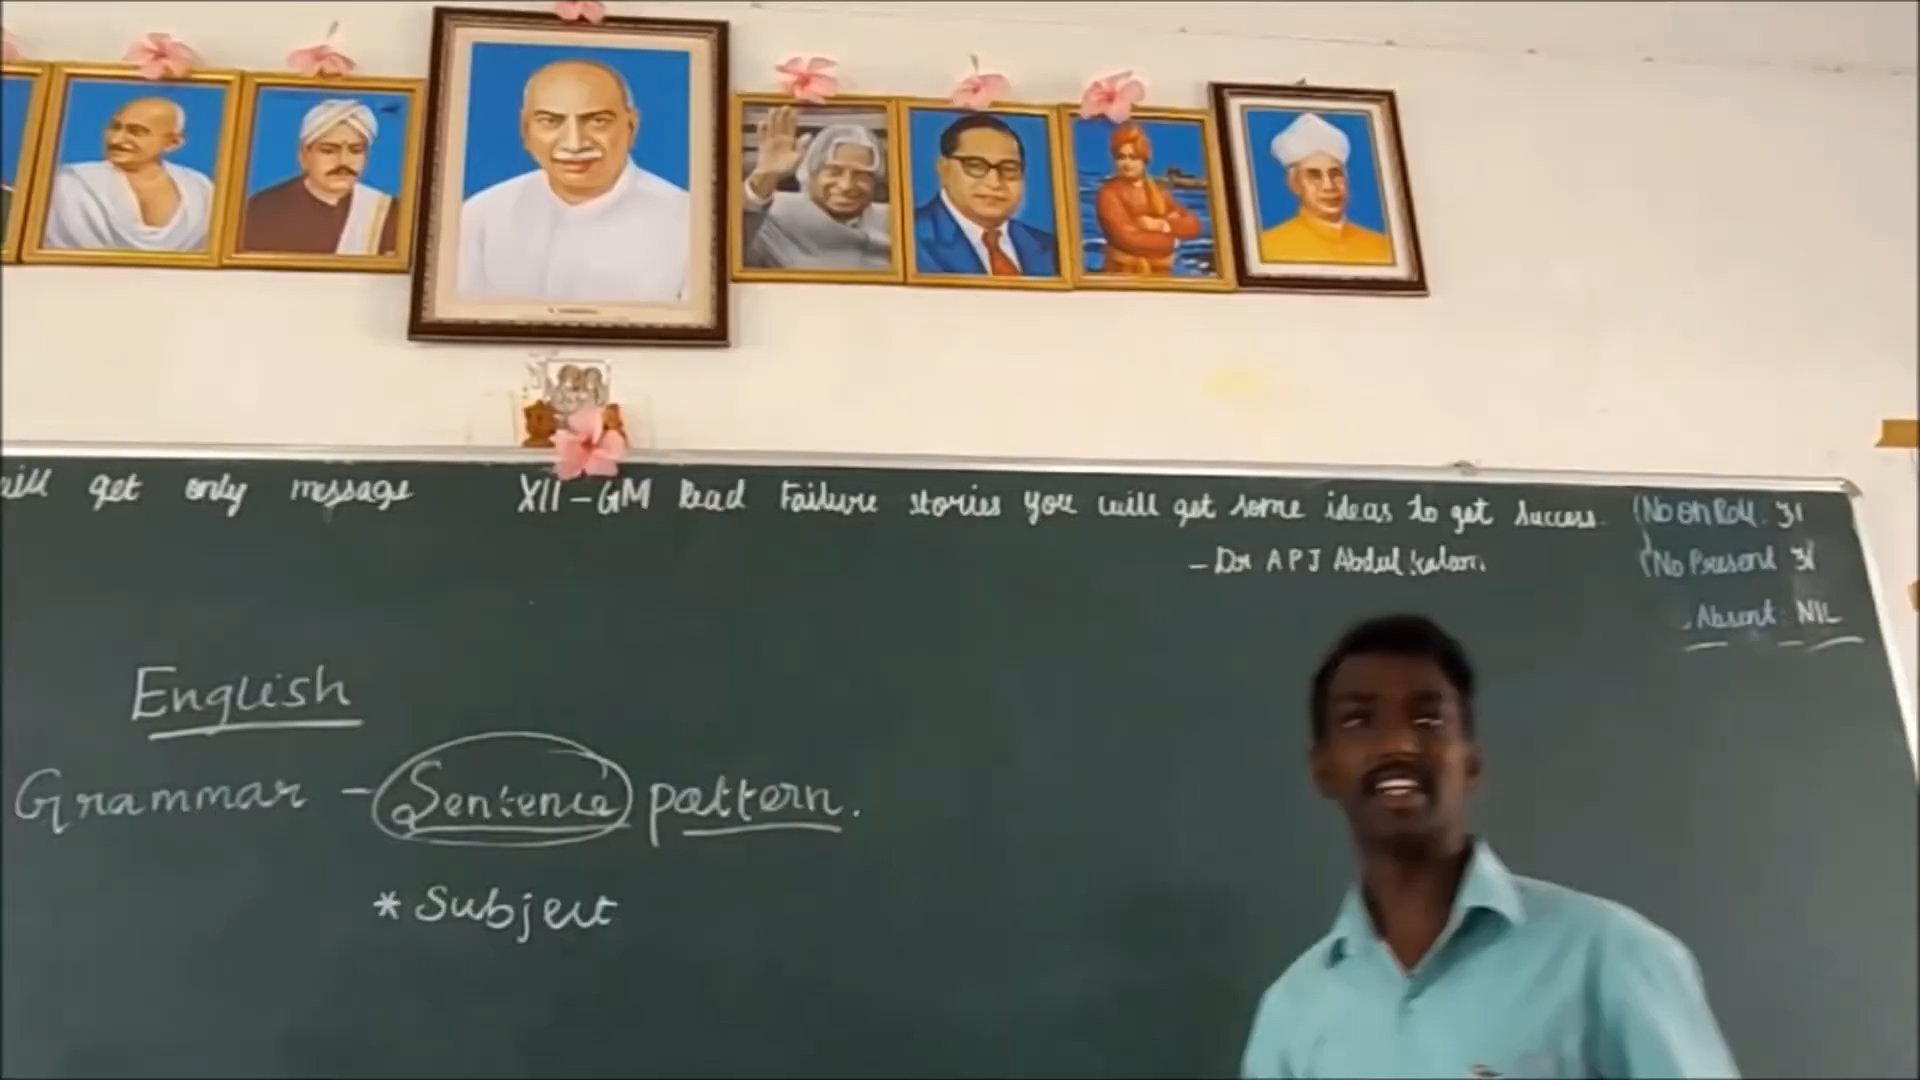 will get only message XII-GM Read Failure stories you will get some ideas to get success.
- Dr A P J Abdul kalam.
No on Roll. 31
No Present 31
Absent: NIL
English
Grammar - Sentence pattern.
* Subject